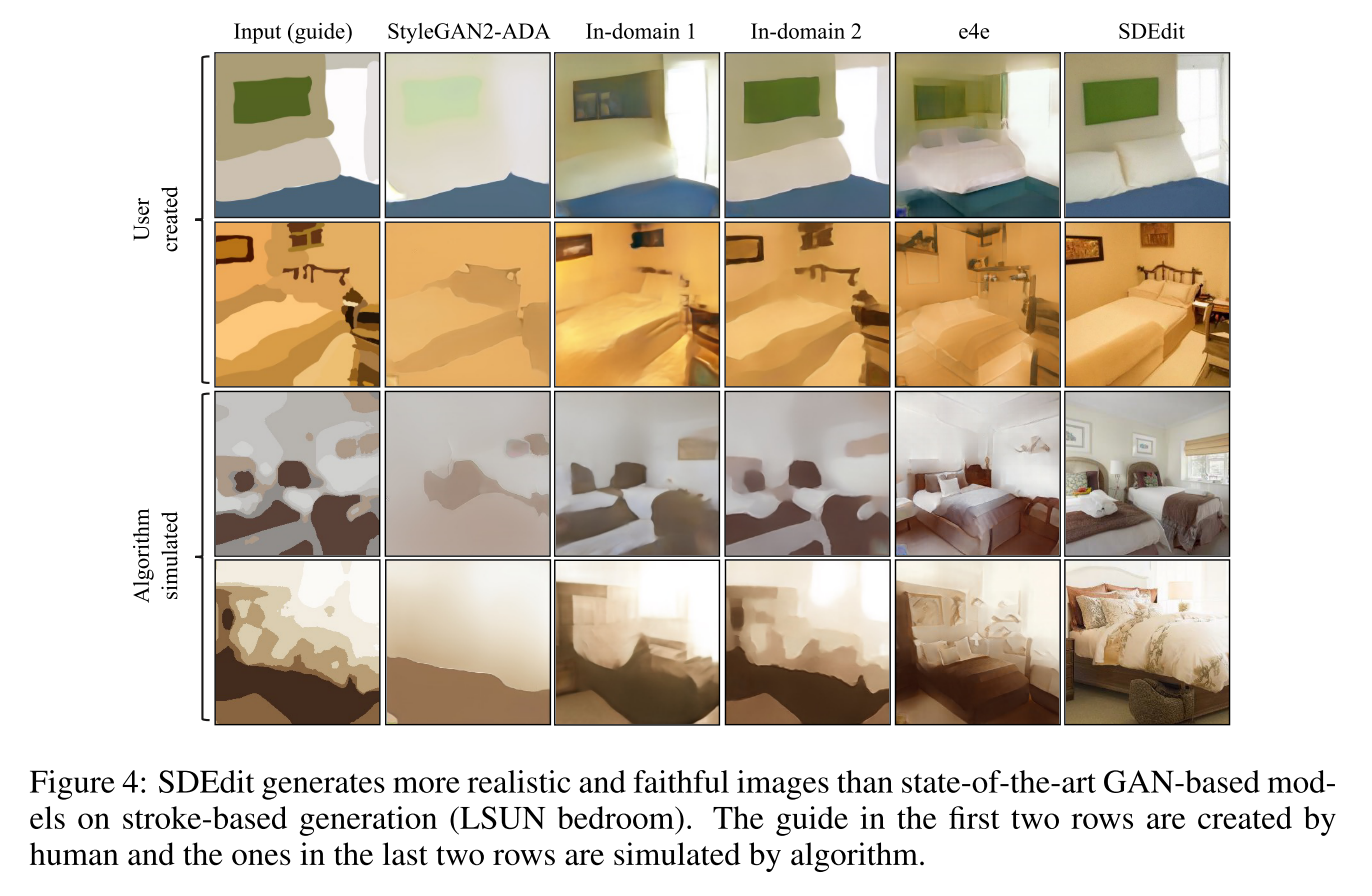 Input (guide) StyleGAN2-ADA In-domain 1 In-domain 2 e4e SDEdit
User
created
Algorithm
simulated
Figure 4: SDEdit generates more realistic and faithful images than state-of-the-art GAN-based mod-
els on stroke-based generation (LSUN bedroom). The guide in the first two rows are created by
human and the ones in the last two rows are simulated by algorithm.